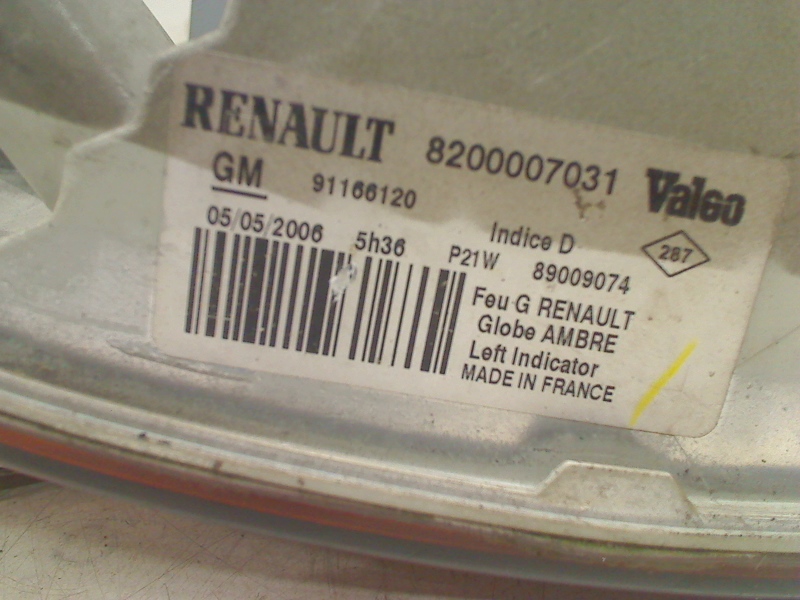 RENAULT 8200007031 Valeo
GM 91166120
05/05/2006 5h36 Indice D 287
P21W 89009074
Feu G RENAULT
Globe AMBRE
Left Indicator
MADE IN FRANCE